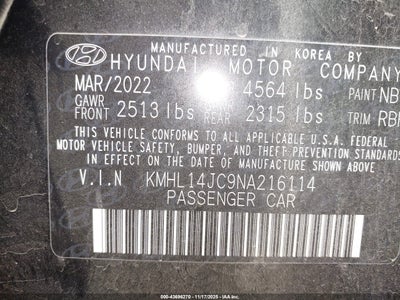 MANUFACTURED IN KOREA BY
HYUNDAI MOTOR COMPANY
MAR/2022 4564 lbs PAINT NB
GAWR
FRONT 2513 lbs REAR 2315 lbs TRIM RBI
THIS VEHICLE CONFORMS TO ALL APPLICABLE U.S.A. FEDERAL
MOTOR VEHICLE SAFETY, BUMPER, AND THEFT PREVENTION STANDARDS IN
EFFECT ON THE DATE OF MANUFACTURE SHOWN ABOVE
V.I.N KMHL14JC9NA216114
PASSENGER CAR
000-43696270 - 11/17/2025 - IAA Inc.